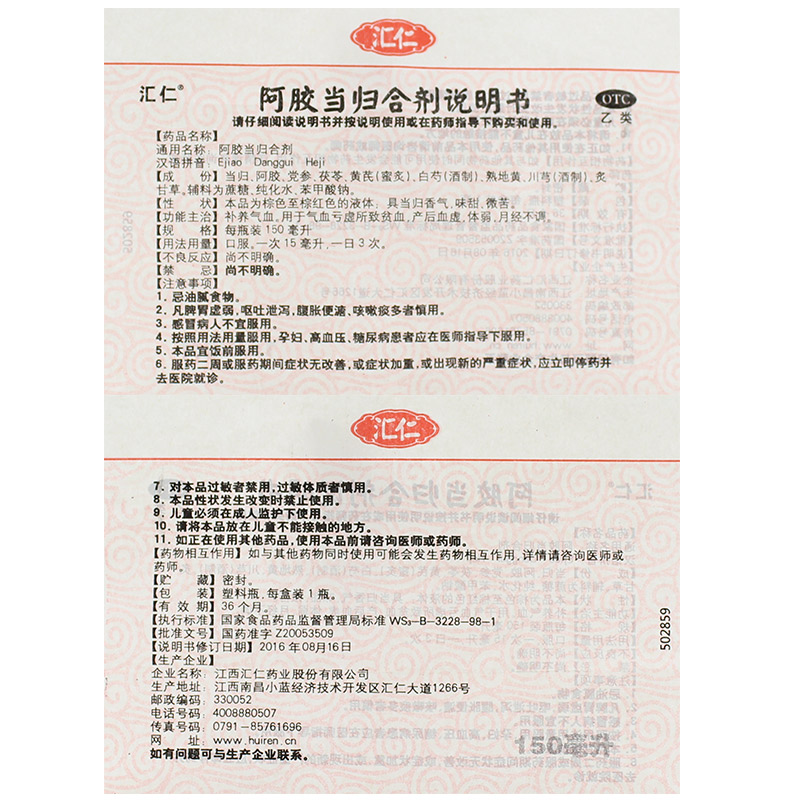 汇仁
汇仁®
阿胶当归合剂说明书
OTC
乙类
请仔细阅读说明书并按说明使用或在药师指导下购买和使用。
【药品名称】
通用名称：阿胶当归合剂
汉语拼音：Ejiao Danggui Heji
【成　　份】当归、阿胶、党参、茯苓、黄芪(蜜炙)、白芍(酒制)、熟地黄、川芎(酒制)、炙
甘草。辅料为蔗糖、纯化水、苯甲酸钠。
【性　　状】本品为棕色至棕红色的液体；具当归香气，味甜、微苦。
【功能主治】补养气血。用于气血亏虚所致贫血，产后血虚，体弱，月经不调。
【规　　格】每瓶装150毫升
【用法用量】口服。一次15毫升，一日3次。
【不良反应】尚不明确。
【禁　　忌】尚不明确。
【注意事项】
1．忌油腻食物。
2．凡脾胃虚弱，呕吐泄泻，腹胀便溏、咳嗽痰多者慎用。
3．感冒病人不宜服用。
4．按照用法用量服用，孕妇、高血压、糖尿病患者应在医师指导下服用。
5．本品宜饭前服用。
6．服药二周或服药期间症状无改善，或症状加重，或出现新的严重症状，应立即停药并
去医院就诊。
汇仁
7．对本品过敏者禁用，过敏体质者慎用。
8．本品性状发生改变时禁止使用。
9．儿童必须在成人监护下使用。
10．请将本品放在儿童不能接触的地方。
11．如正在使用其他药品，使用本品前请咨询医师或药师。
【药物相互作用】如与其他药物同时使用可能会发生药物相互作用，详情请咨询医师或
药师。
【贮　　藏】密封。
【包　　装】塑料瓶，每盒装1瓶。
【有 效 期】36个月。
【执行标准】国家食品药品监督管理局标准WS₃-B-3228-98-1
【批准文号】国药准字Z20053509
【说明书修订日期】2016年08月16日
【生产企业】
企业名称：江西汇仁药业股份有限公司
生产地址：江西南昌小蓝经济技术开发区汇仁大道1266号
邮政编码：330052
电话号码：4008880507
传真号码：0791-85761696
网　　址：www.huiren.cn
如有问题可与生产企业联系。
502859
150毫升